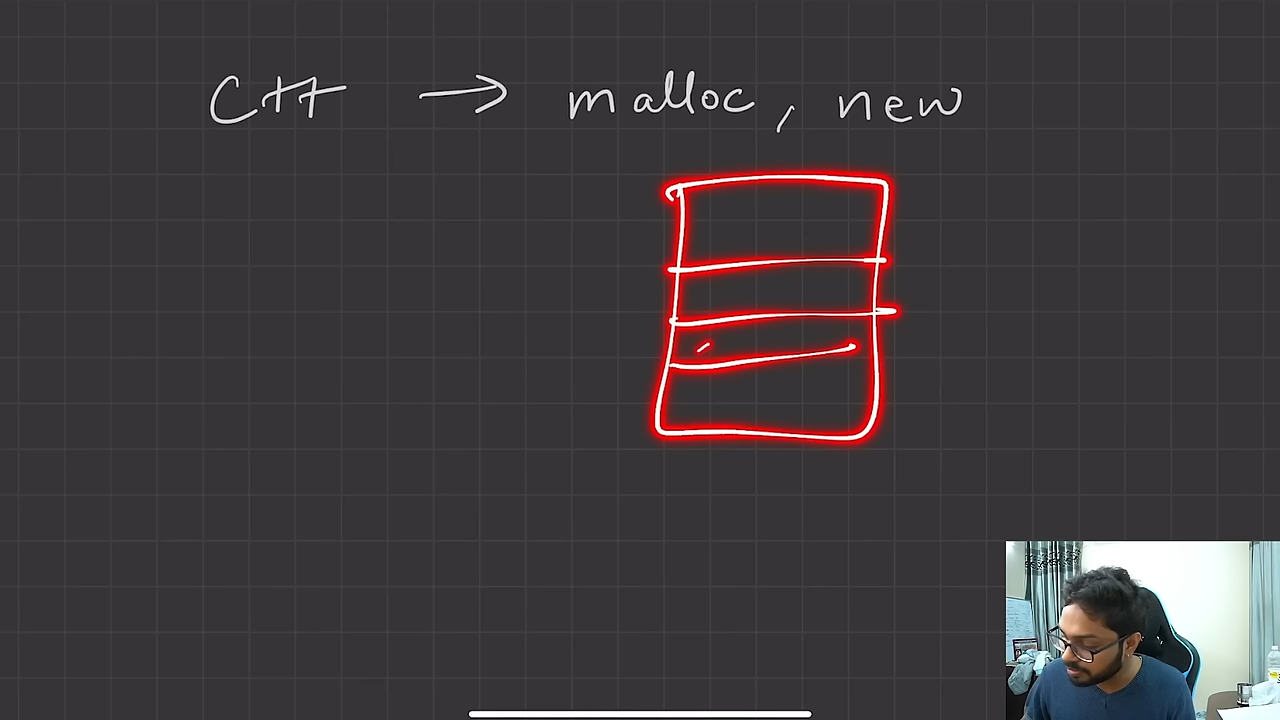 C++ → malloc, new